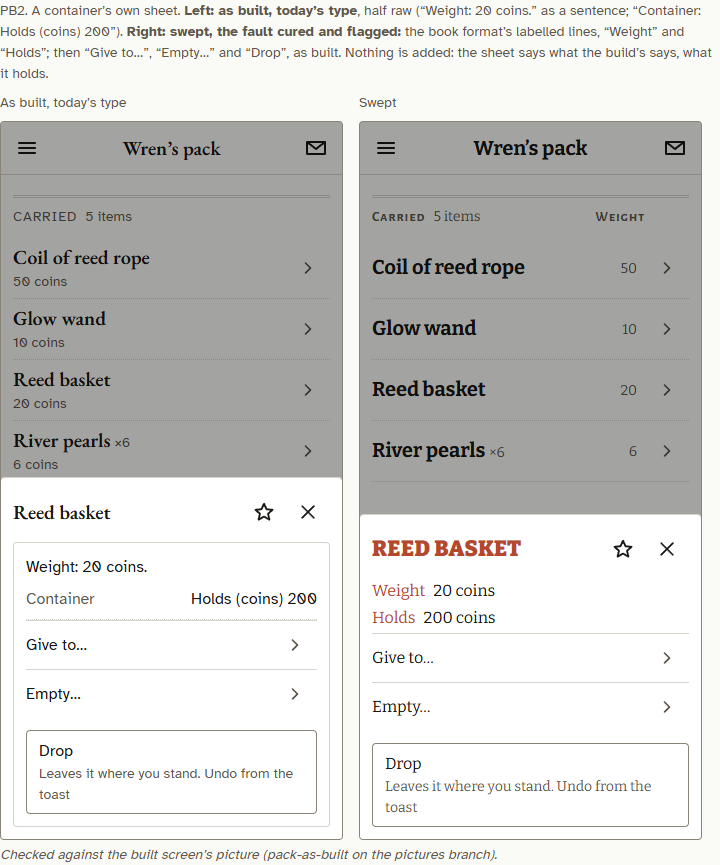 PB2. A container’s own sheet. Left: as built, today’s type, half raw (“Weight: 20 coins.” as a sentence; “Container:
Holds (coins) 200”). Right: swept, the fault cured and flagged: the book format’s labelled lines, “Weight” and
“Holds”; then “Give to…”, “Empty…” and “Drop”, as built. Nothing is added: the sheet says what the build’s says, what
it holds.
As built, today’s type
Wren’s pack
CARRIED 5 items
Coil of reed rope
50 coins
Glow wand
10 coins
Reed basket
20 coins
River pearls ×6
6 coins
Reed basket
Weight: 20 coins.
Container Holds (coins) 200
Give to…
Empty…
Drop
Leaves it where you stand. Undo from the
toast
Swept
Wren’s pack
Carried 5 items Weight
Coil of reed rope 50
Glow wand 10
Reed basket 20
River pearls ×6 6
REED BASKET
Weight 20 coins
Holds 200 coins
Give to…
Empty…
Drop
Leaves it where you stand. Undo from the
toast
Checked against the built screen’s picture (pack-as-built on the pictures branch).